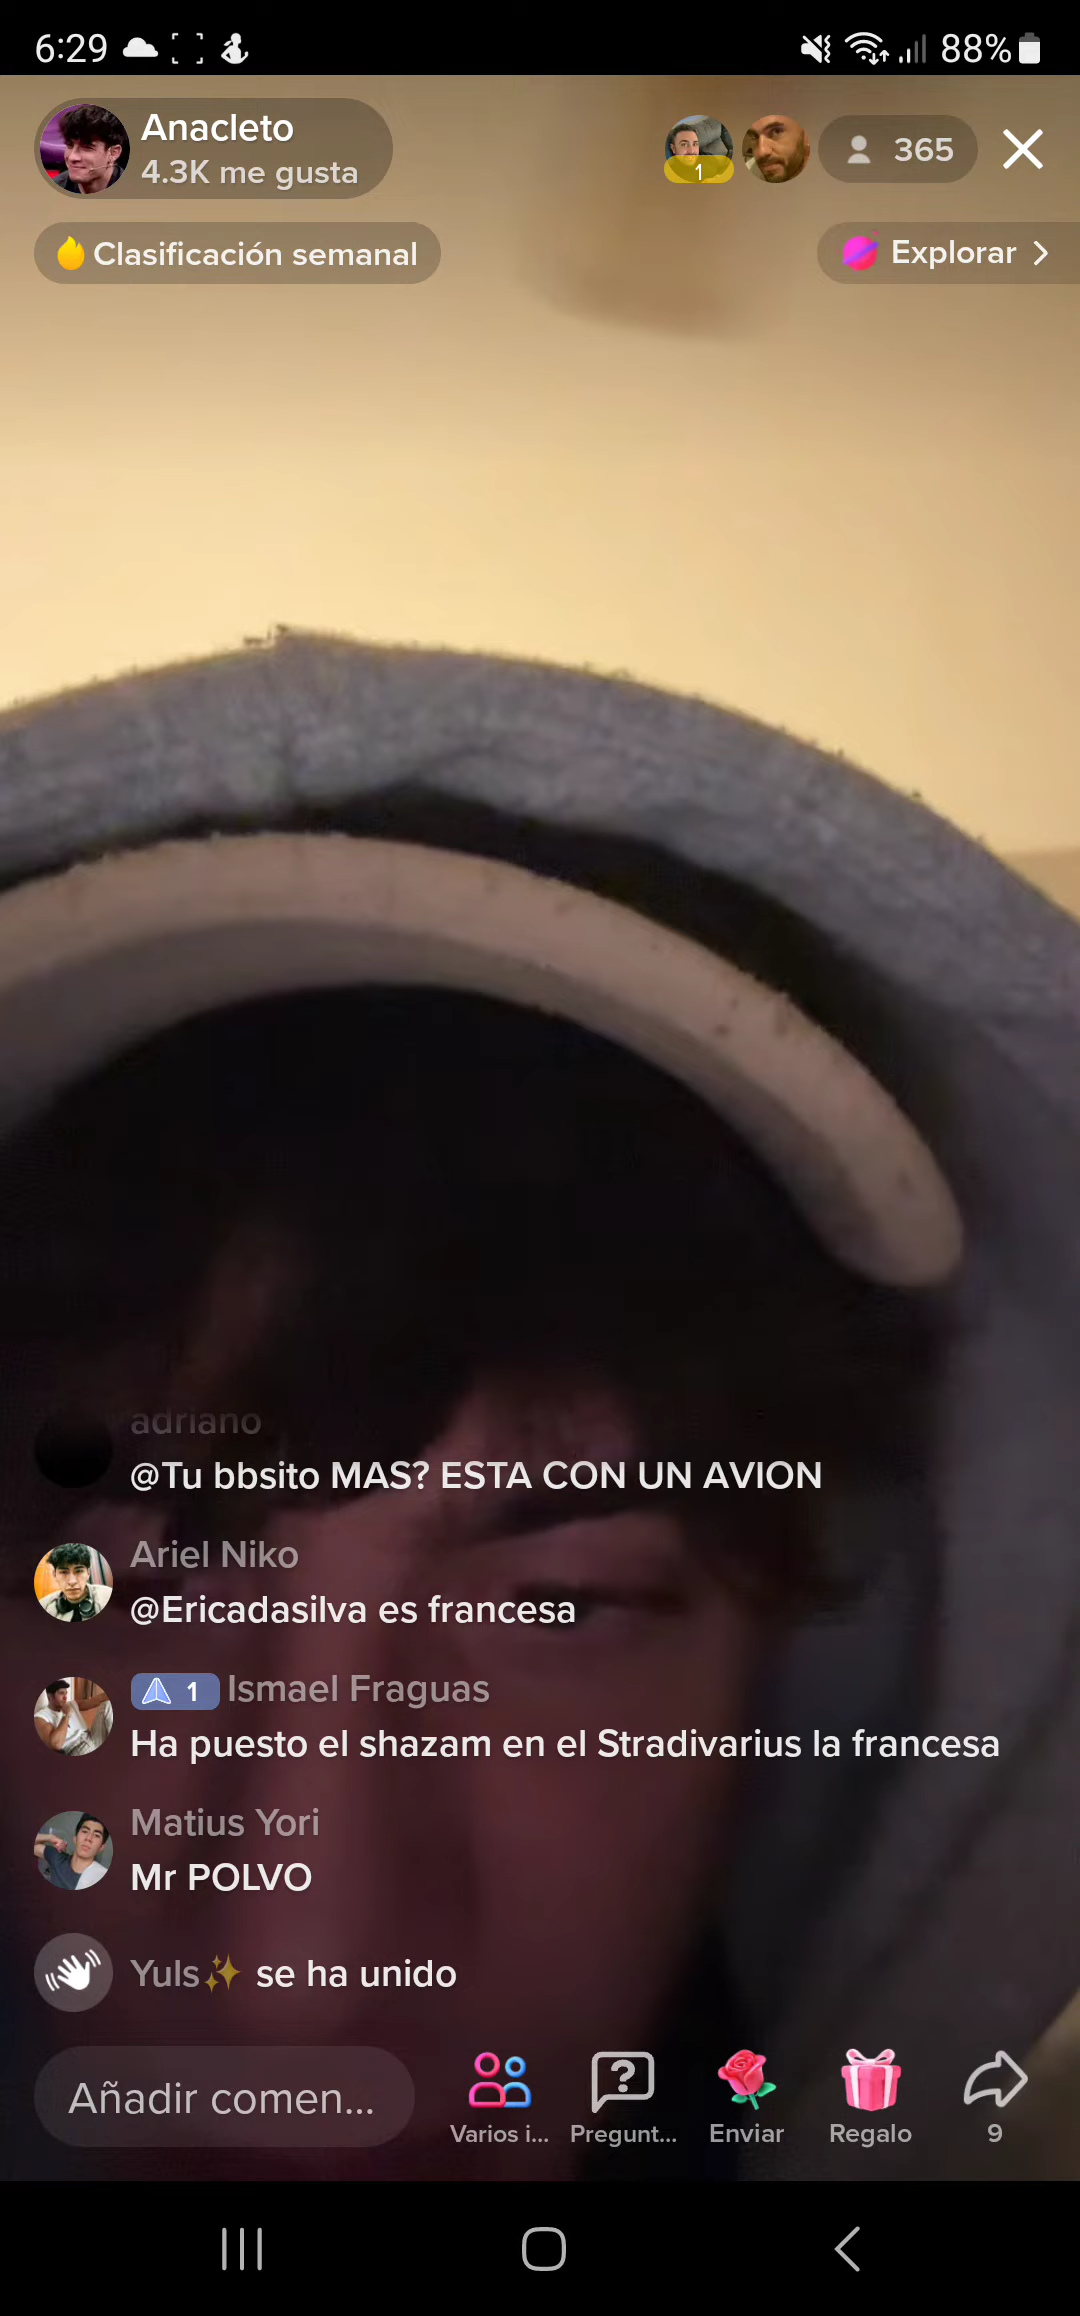 6:29
88%
Anacleto
4.3K me gusta
1
365
Clasificación semanal
Explorar
adriano
@Tu bbsito MAS? ESTA CON UN AVION
Ariel Niko
@Ericadasilva es francesa
1 Ismael Fraguas
Ha puesto el shazam en el Stradivarius la francesa
Matius Yori
Mr POLVO
Yuls✨ se ha unido
Añadir comen...
Varios i...
Pregunt...
Enviar
Regalo
9